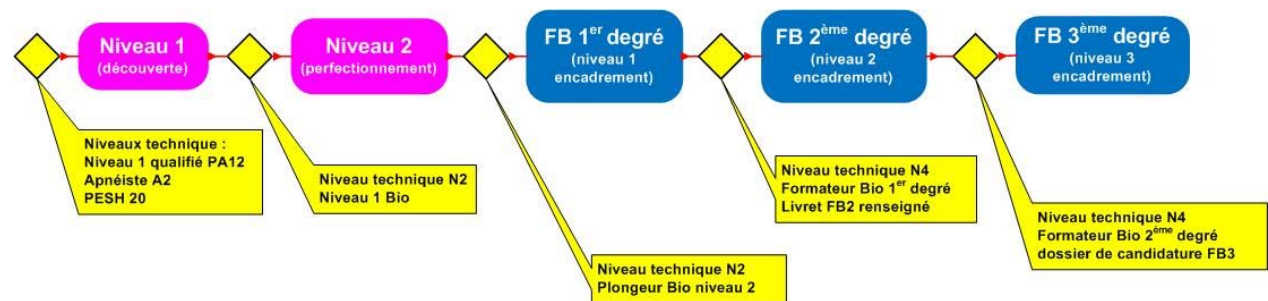 Niveau 1
(découverte)
Niveau 2
(perfectionnement)
FB 1er degré
(niveau 1
encadrement)
FB 2ème degré
(niveau 2
encadrement)
FB 3ème degré
(niveau 3
encadrement)
Niveaux technique :
Niveau 1 qualifié PA12
Apnéiste A2
PESH 20
Niveau technique N2
Niveau 1 Bio
Niveau technique N2
Plongeur Bio niveau 2
Niveau technique N4
Formateur Bio 1er degré
Livret FB2 renseigné
Niveau technique N4
Formateur Bio 2ème degré
dossier de candidature FB3